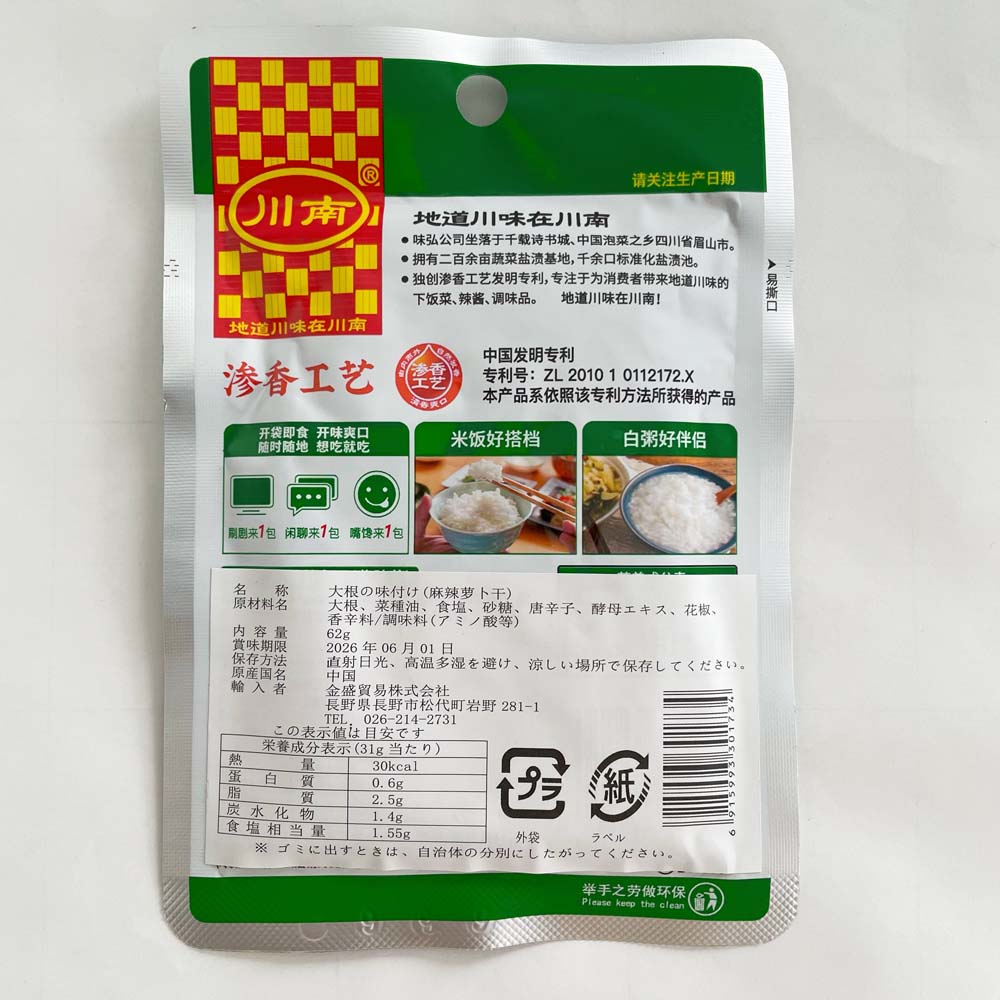 请关注生产日期
川南®
地道川味在川南
地道川味在川南
● 味弘公司坐落于千载诗书城、中国泡菜之乡四川省眉山市。
● 拥有二百余亩蔬菜盐渍基地，千余口标准化盐渍池。
● 独创渗香工艺发明专利，专注于为消费者带来地道川味的
下饭菜、辣酱、调味品。 地道川味在川南！
易撕口
渗香工艺
渗香
工艺
清香爽口
中国发明专利
专利号：ZL 2010 1 0112172.X
本产品系依照该专利方法所获得的产品
开袋即食 开味爽口
随时随地 想吃就吃
刷剧来1包 闲聊来1包 嘴馋来1包
米饭好搭档
白粥好伴侣
名称 大根の味付け(麻辣萝卜干)
原材料名 大根、菜種油、食塩、砂糖、唐辛子、酵母エキス、花椒、
香辛料/調味料(アミノ酸等)
内容量 62g
賞味期限 2026年06月01日
保存方法 直射日光、高温多湿を避け、涼しい場所で保存してください。
原産国名 中国
輸入者 金盛貿易株式会社
長野県長野市松代町岩野 281-1
TEL. 026-214-2731
この表示値は目安です
栄養成分表示(31g当たり)
熱量 30kcal
蛋白質 0.6g
脂質 2.5g
炭水化物 1.4g
食塩相当量 1.55g
プラ
外袋
紙
ラベル
6915993301734
※ ゴミに出すときは、自治体の分別にしたがってください。
举手之劳做环保
Please keep the clean